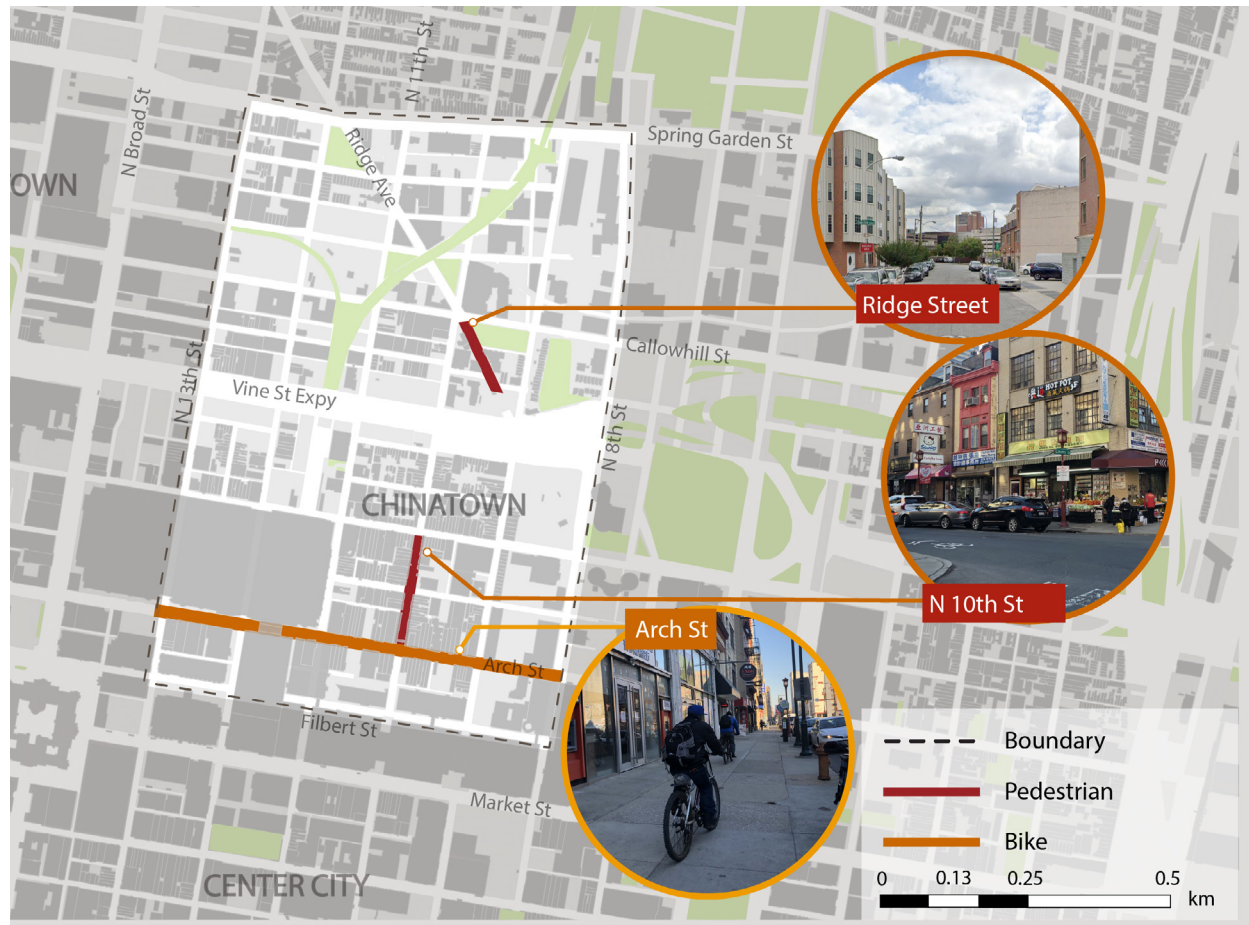 N 11th St
N Broad St
Spring Garden St
Ridge Ave
OWN
Ridge Street
Callowhill St
N 13th St
Vine St Expy
N 8th St
HOT POT
CHINATOWN
N 10th St
Arch St
Arch St
Filbert St
Market St
CENTER CITY
Boundary
Pedestrian
Bike
0 0.13 0.25 0.5
km